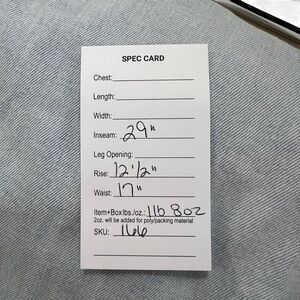 SPEC CARD
Chest:
Length:
Width:
Inseam: 29"
Leg Opening:
Rise: 12 1/2"
Waist: 17"
Item+Box lbs./oz.: 1lb 8oz
2oz. will be added for poly/packing material
SKU: 166